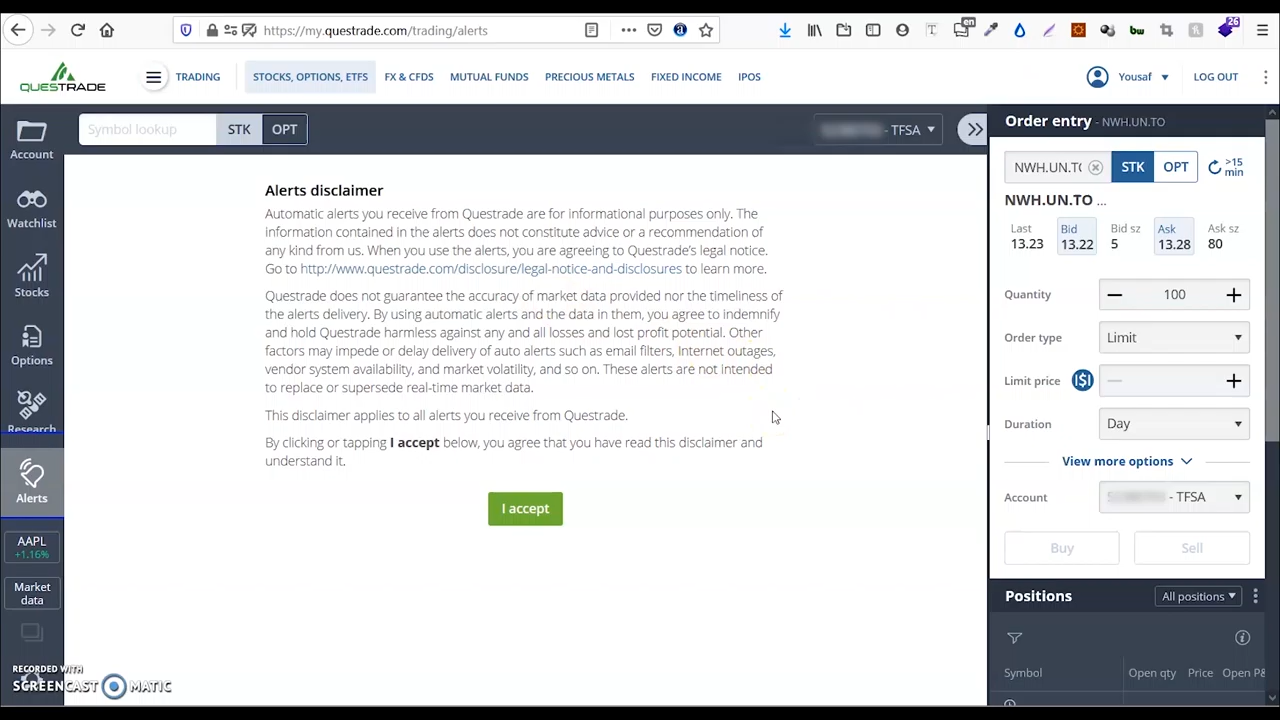 https://my.questrade.com/trading/alerts
en
26
T
bw
QUESTRADE
TRADING
STOCKS, OPTIONS, ETFS
FX & CFDS
MUTUAL FUNDS
PRECIOUS METALS
FIXED INCOME
IPOS
Yousaf
LOG OUT
Account
Watchlist
Stocks
Options
Research
Alerts
AAPL
+1.16%
Market
data
Symbol lookup
STK
OPT
- TFSA
Alerts disclaimer
Automatic alerts you receive from Questrade are for informational purposes only. The
information contained in the alerts does not constitute advice or a recommendation of
any kind from us. When you use the alerts, you are agreeing to Questrade's legal notice.
Go to http://www.questrade.com/disclosure/legal-notice-and-disclosures to learn more.
Questrade does not guarantee the accuracy of market data provided nor the timeliness of
the alerts delivery. By using automatic alerts and the data in them, you agree to indemnify
and hold Questrade harmless against any and all losses and lost profit potential. Other
factors may impede or delay delivery of auto alerts such as email filters, Internet outages,
vendor system availability, and market volatility, and so on. These alerts are not intended
to replace or supersede real-time market data.
This disclaimer applies to all alerts you receive from Questrade.
By clicking or tapping I accept below, you agree that you have read this disclaimer and
understand it.
I accept
Order entry - NWH.UN.TO
NWH.UN.TO
STK
OPT
>15
min
NWH.UN.TO ...
Last Bid Bid sz Ask Ask sz
13.23 13.22 5 13.28 80
Quantity 100
Order type Limit
Limit price
Duration Day
View more options
Account - TFSA
Buy
Sell
Positions
All positions
Symbol Open qty Price Open P&
RECORDED WITH
SCREENCAST MATIC